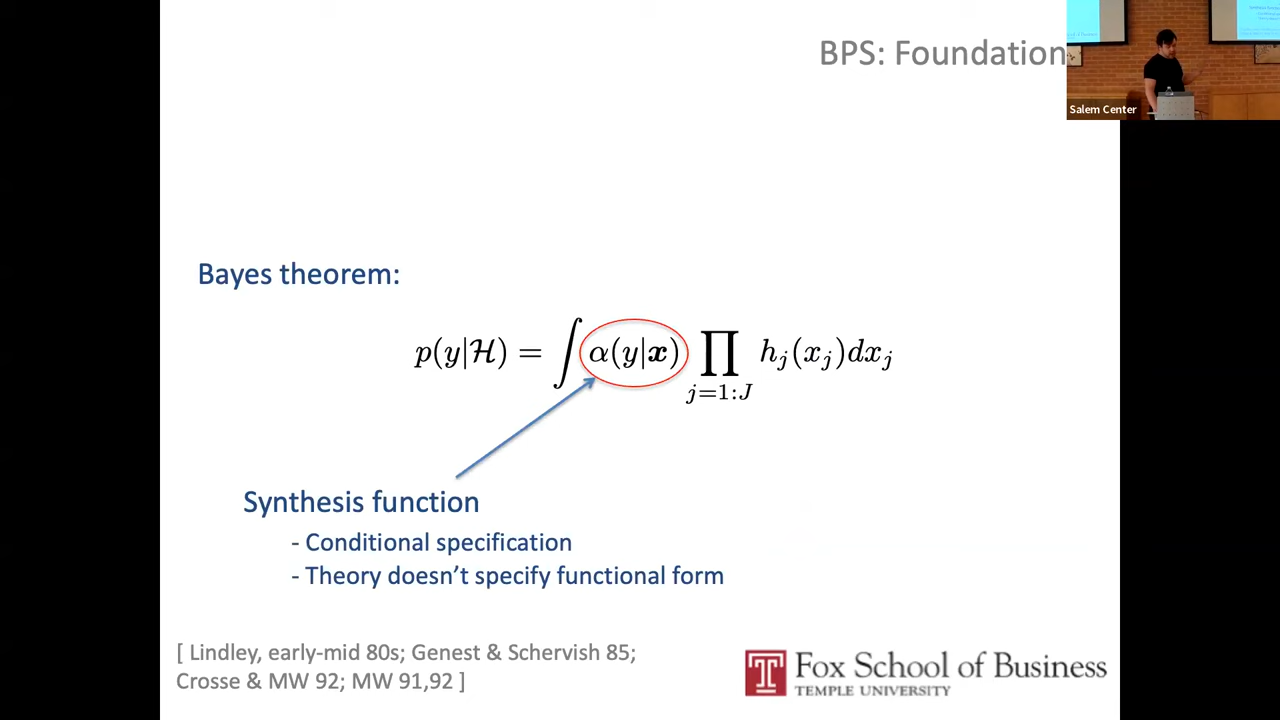 BPS: Foundation
Salem Center
Bayes theorem:
p(y|ℋ) = ∫ α(y|𝒙) ∏ h_j(x_j)dx_j
j=1:J
Synthesis function
- Conditional specification
- Theory doesn’t specify functional form
[ Lindley, early-mid 80s; Genest & Schervish 85;
Crosse & MW 92; MW 91,92 ]
Fox School of Business
TEMPLE UNIVERSITY